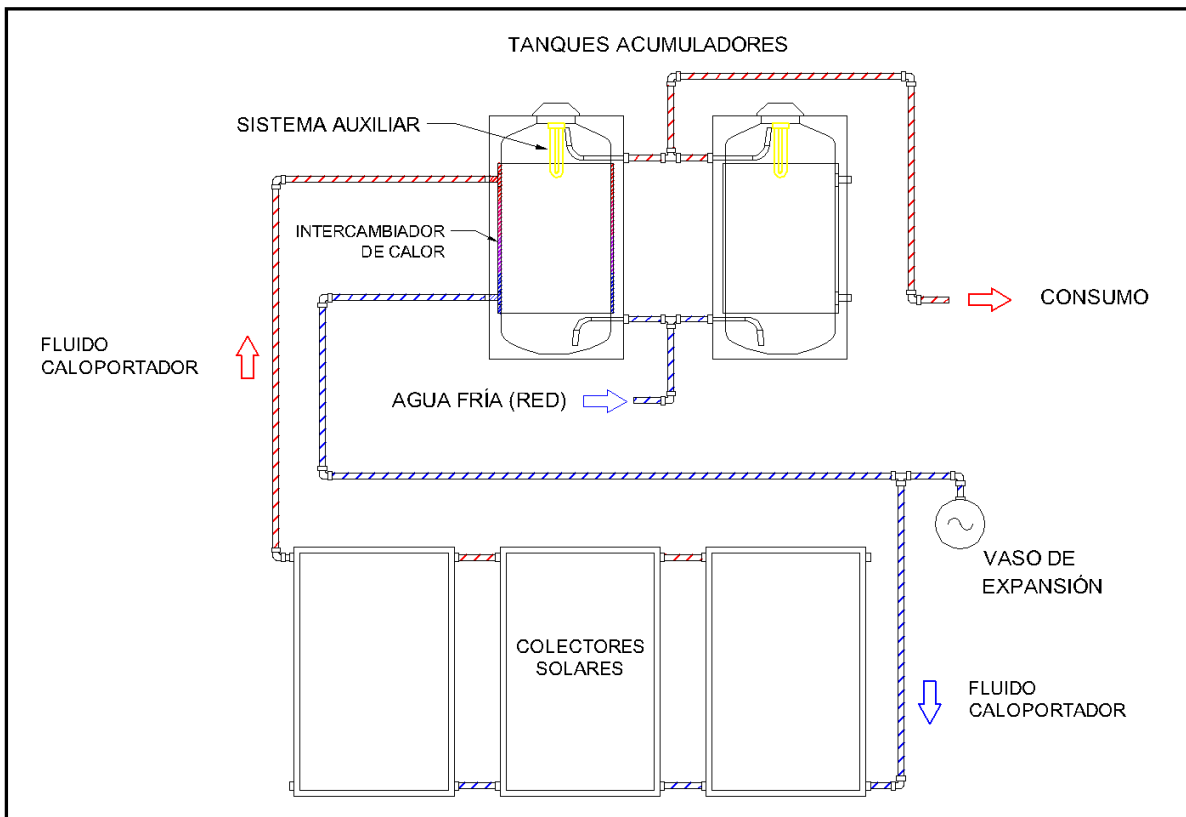 TANQUES ACUMULADORES
SISTEMA AUXILIAR
INTERCAMBIADOR
DE CALOR
CONSUMO
FLUIDO
CALOPORTADOR
AGUA FRÍA (RED)
VASO DE
EXPANSIÓN
COLECTORES
SOLARES
FLUIDO
CALOPORTADOR